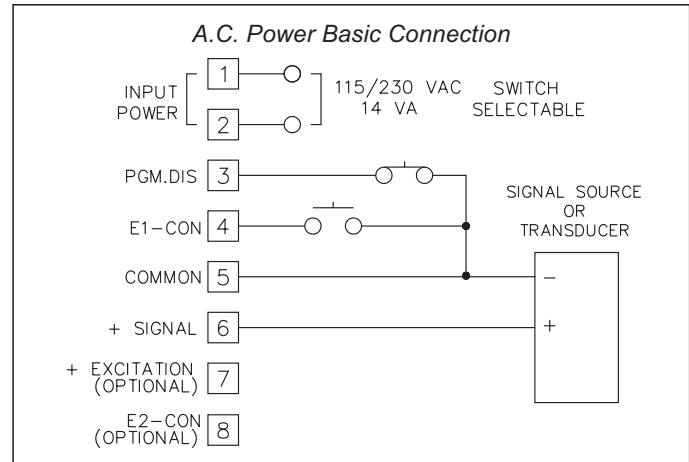 A.C. Power Basic Connection
INPUT
POWER
1
2
115/230 VAC
14 VA
SWITCH
SELECTABLE
PGM.DIS 3
E1-CON 4
COMMON 5
+ SIGNAL 6
+ EXCITATION
(OPTIONAL) 7
E2-CON
(OPTIONAL) 8
SIGNAL SOURCE
OR
TRANSDUCER
-
+